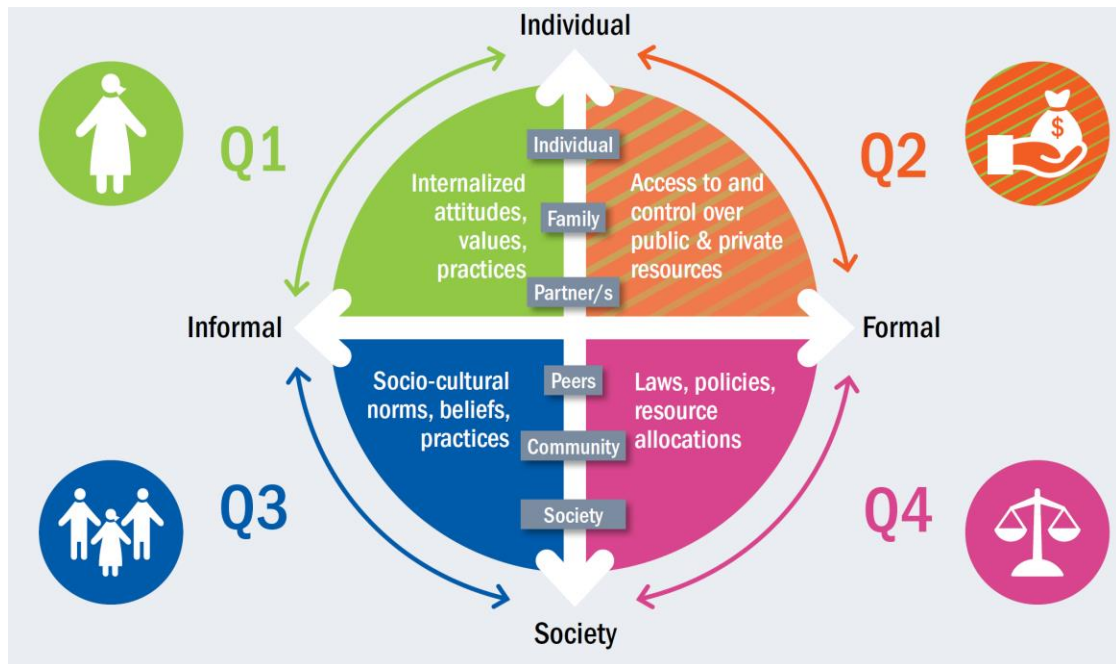 Individual
Q1
Q2
$
Individual
Internalized
attitudes,
values,
practices
Access to and
control over
public & private
resources
Family
Partner/s
Informal
Formal
Socio-cultural
norms, beliefs,
practices
Peers
Laws, policies,
resource
allocations
Community
Society
Q3
Q4
Society